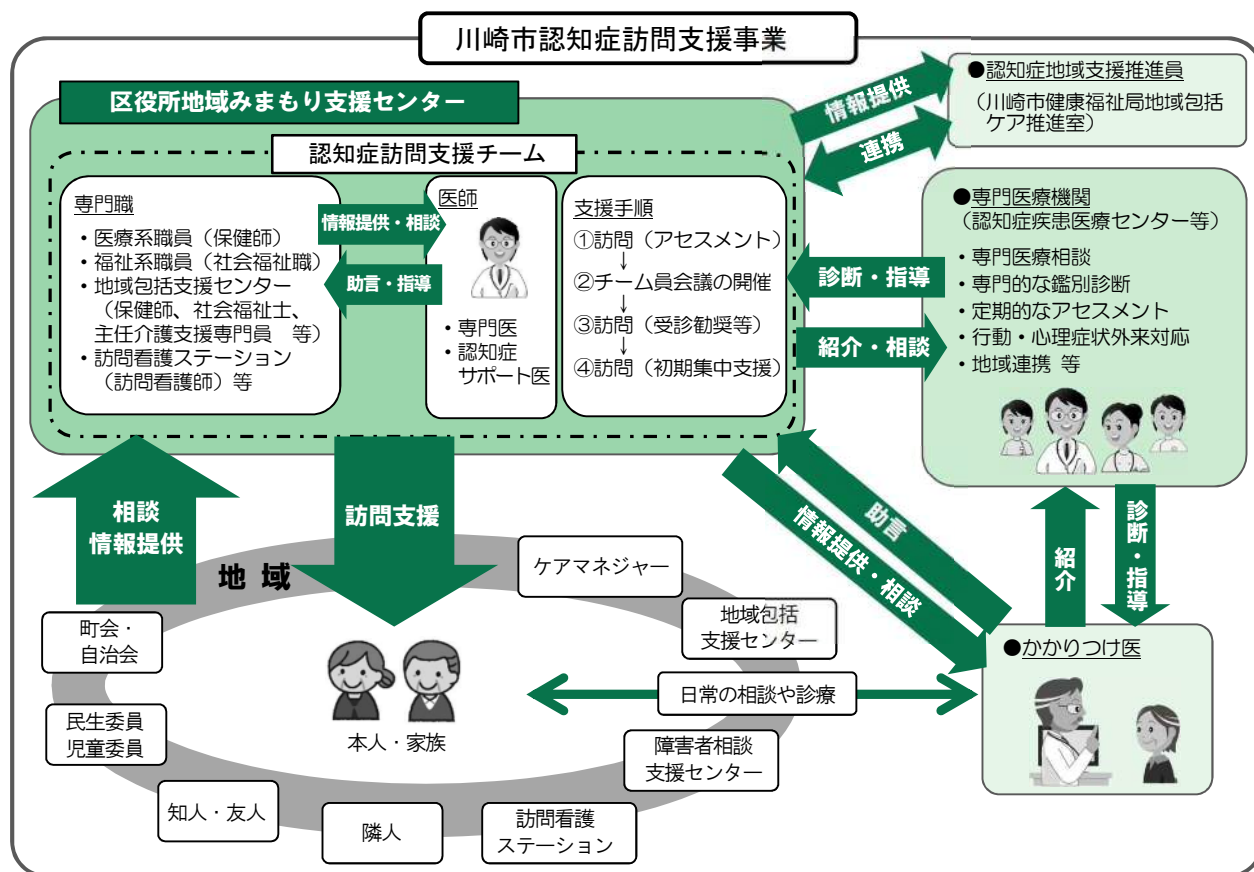 川崎市認知症訪問支援事業
区役所地域みまもり支援センター
認知症訪問支援チーム
専門職
・医療系職員（保健師）
・福祉系職員（社会福祉職）
・地域包括支援センター
（保健師、社会福祉士、
主任介護支援専門員　等）
・訪問看護ステーション
（訪問看護師）等
情報提供・相談
助言・指導
医師
・専門医
・認知症
サポート医
支援手順
①訪問（アセスメント）
↓
②チーム員会議の開催
↓
③訪問（受診勧奨等）
↓
④訪問（初期集中支援）
情報提供
連携
●認知症地域支援推進員
（川崎市健康福祉局地域包括
ケア推進室）
診断・指導
紹介・相談
●専門医療機関
（認知症疾患医療センター等）
・専門医療相談
・専門的な鑑別診断
・定期的なアセスメント
・行動・心理症状外来対応
・地域連携 等
相談
情報提供
訪問支援
助言
情報提供・相談
紹介
診断・指導
地域
ケアマネジャー
地域包括
支援センター
町会・
自治会
日常の相談や診療
●かかりつけ医
民生委員
児童委員
本人・家族
障害者相談
支援センター
知人・友人
隣人
訪問看護
ステーション